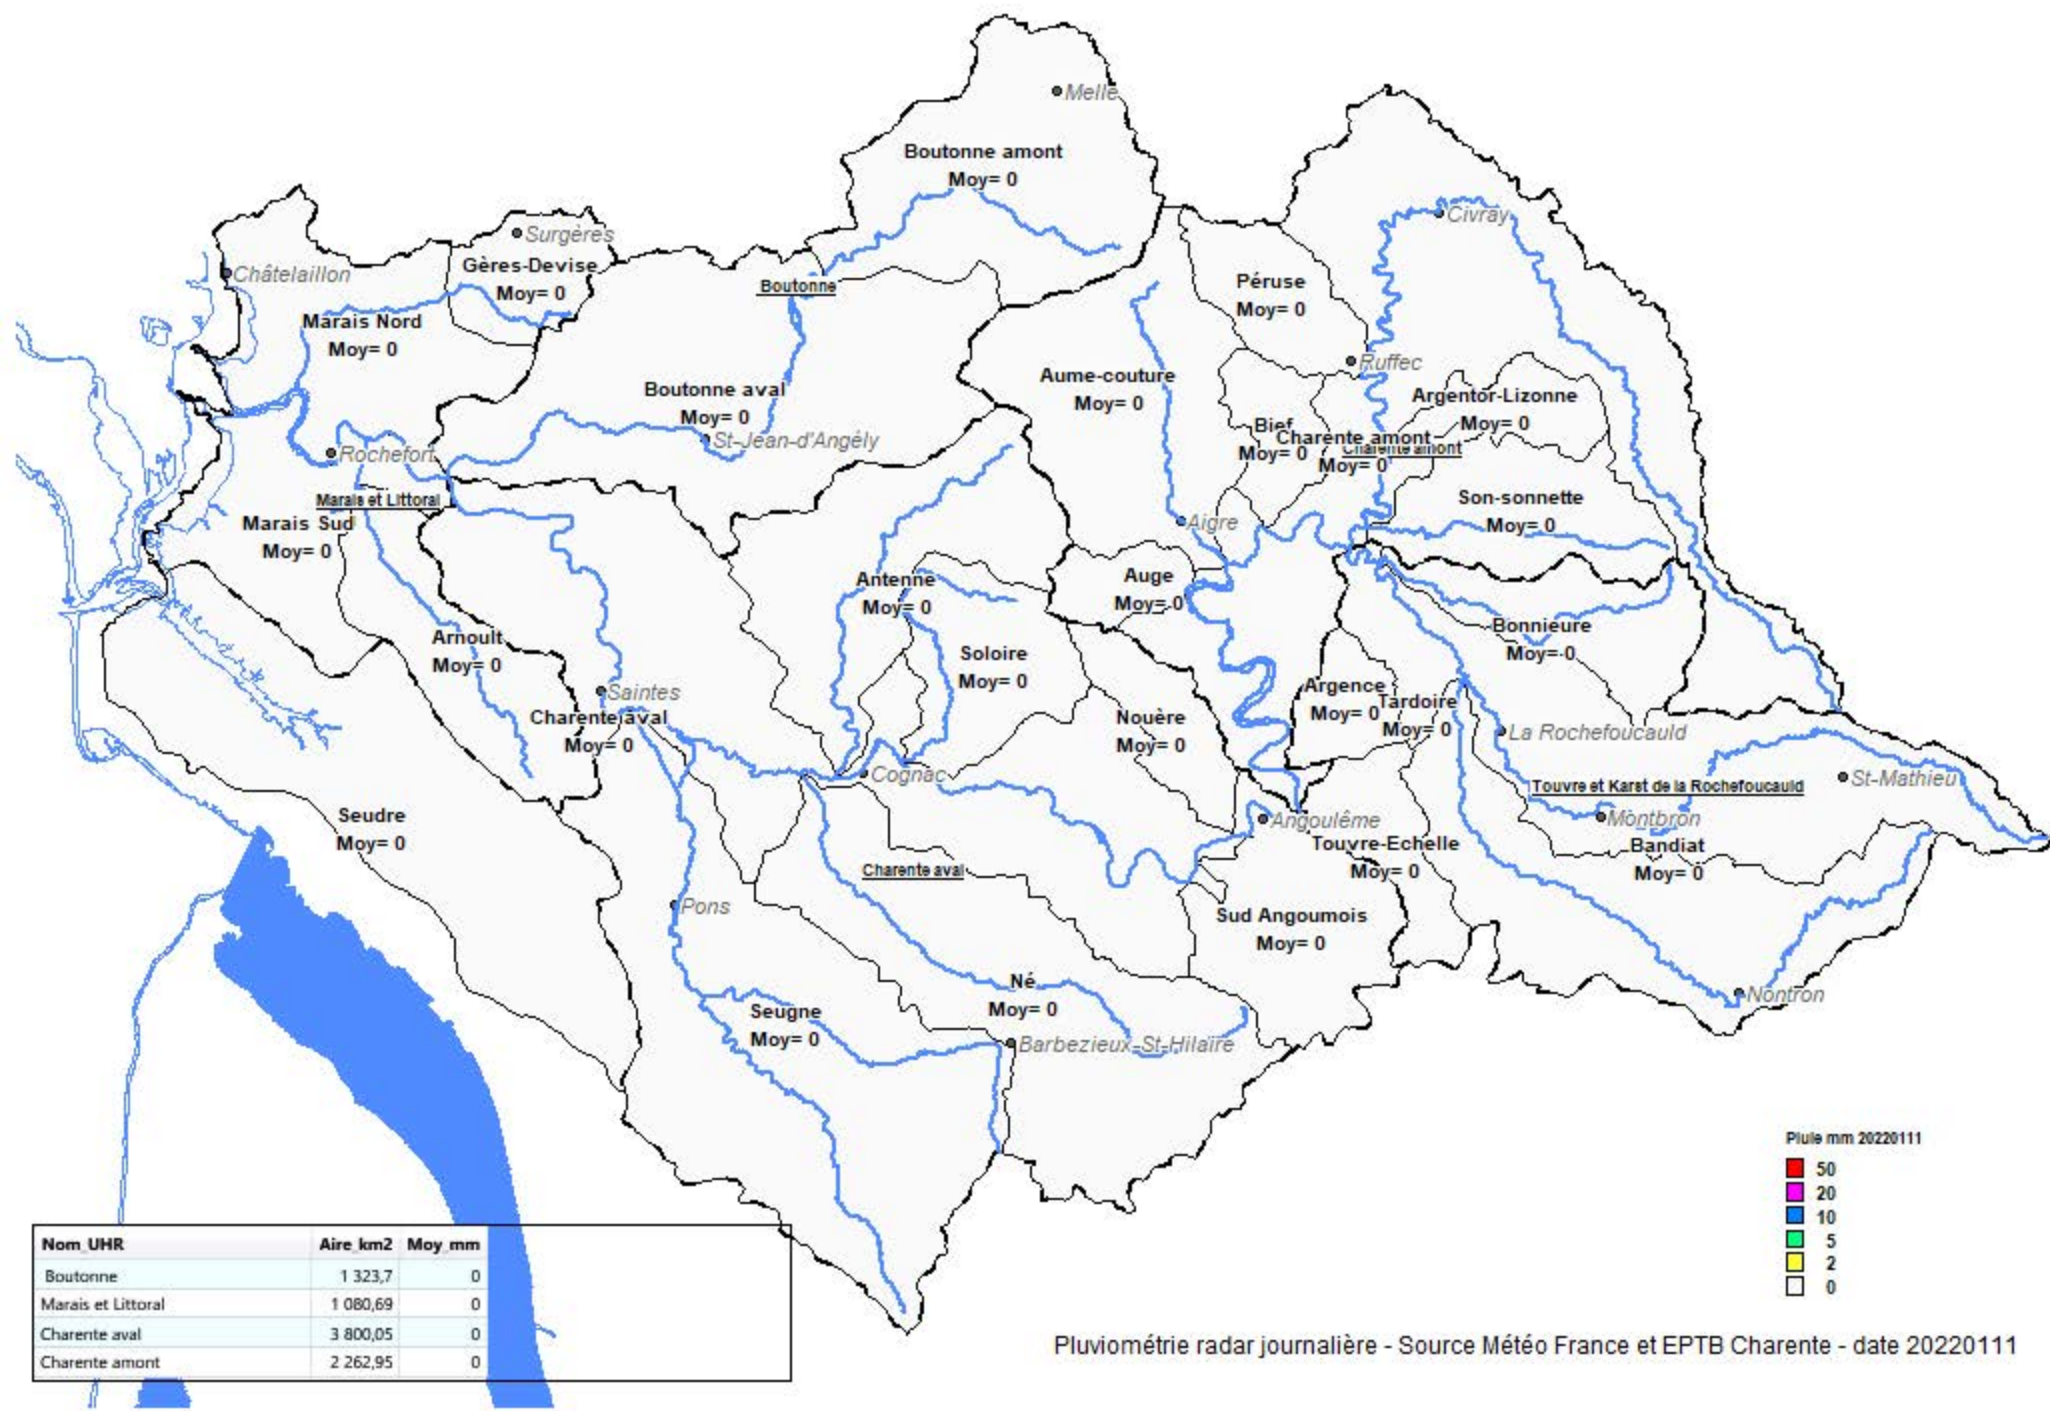 Melle
Boutonne amont
Moy= 0
Civray
Surgères
Châtelaillon
Gères-Devise
Moy= 0
Boutonne
Péruse
Moy= 0
Marais Nord
Moy= 0
Ruffec
Aume-couture
Moy= 0
Boutonne aval
Moy= 0
Argentor-Lizonne
Moy= 0
Bief
Moy= 0
Charente amont
Moy= 0
Charente amont
St-Jean-d'Angély
Rochefort
Marais et Littoral
Son-sonnette
Moy= 0
Marais Sud
Moy= 0
Aigre
Antenne
Moy= 0
Auge
Moy= 0
Bonnieure
Moy= 0
Arnoult
Moy= 0
Soloire
Moy= 0
Saintes
Argence
Moy= 0
Tardoire
Moy= 0
Charente aval
Moy= 0
Nouère
Moy= 0
La Rochefoucauld
Cognac
St-Mathieu
Touvre et Karst de la Rochefoucauld
Seudre
Moy= 0
Angoulême
Montbron
Touvre-Echelle
Moy= 0
Bandiat
Moy= 0
Charente aval
Pons
Sud Angoumois
Moy= 0
Né
Moy= 0
Nontron
Seugne
Moy= 0
Barbezieux-St-Hilaire
Pluie mm 20220111
50
20
10
5
2
0
Nom_UHR Aire_km2 Moy_mm
Boutonne 1 323,7 0
Marais et Littoral 1 080,69 0
Charente aval 3 800,05 0
Charente amont 2 262,95 0
Pluviométrie radar journalière - Source Météo France et EPTB Charente - date 20220111